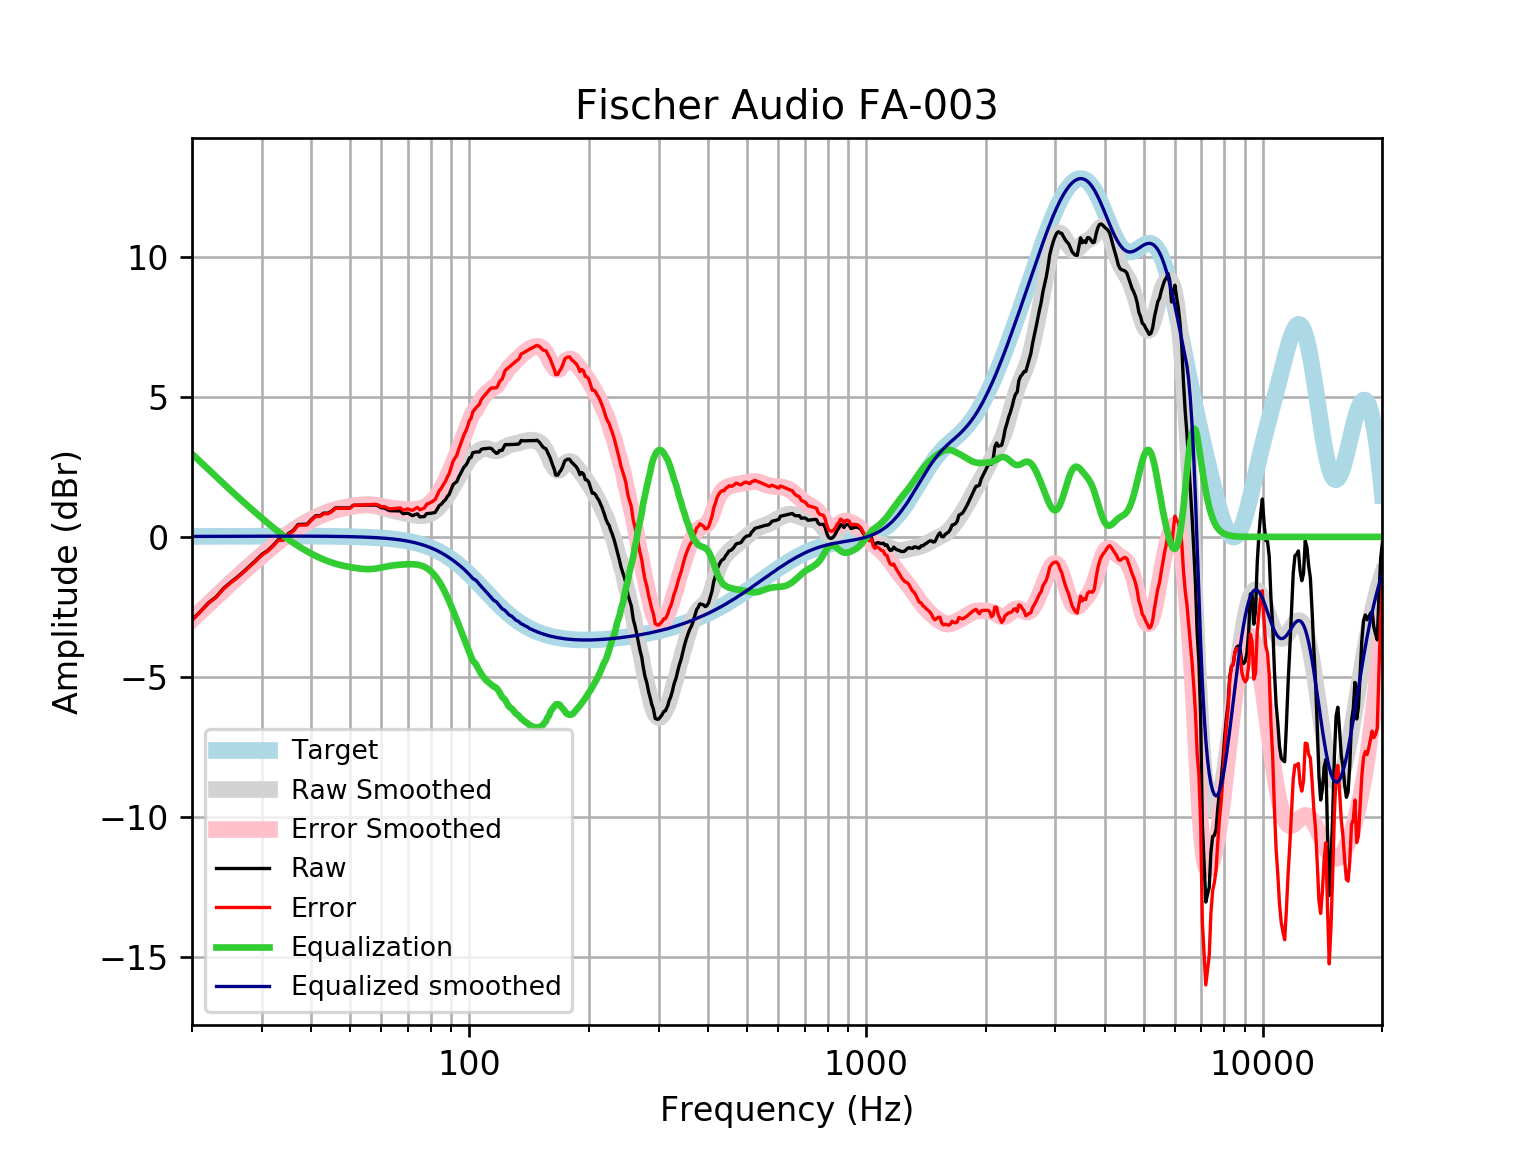 Fischer Audio FA-003
Amplitude (dBr)
10
5
0
−5
−10
−15
Target
Raw Smoothed
Error Smoothed
Raw
Error
Equalization
Equalized smoothed
100
1000
10000
Frequency (Hz)